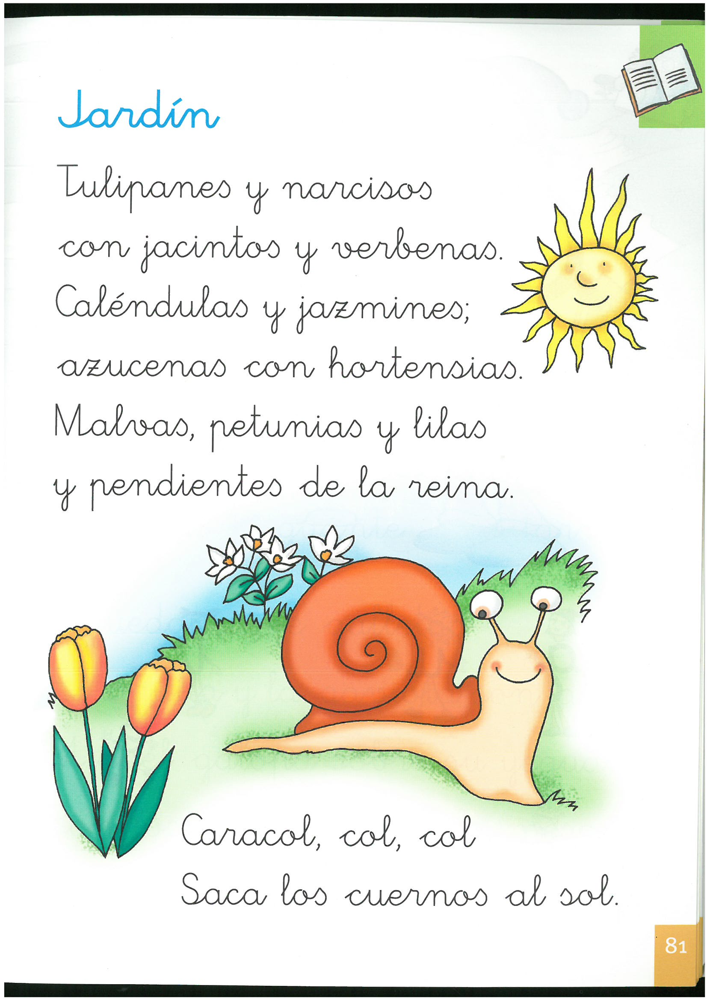 Jardín
Tulipanes y narcisos
con jacintos y verbenas.
Caléndulas y jazmines;
azucenas con hortensias.
Malvas, petunias y lilas
y pendientes de la reina.
Caracol, col, col
Saca los cuernos al sol.
81